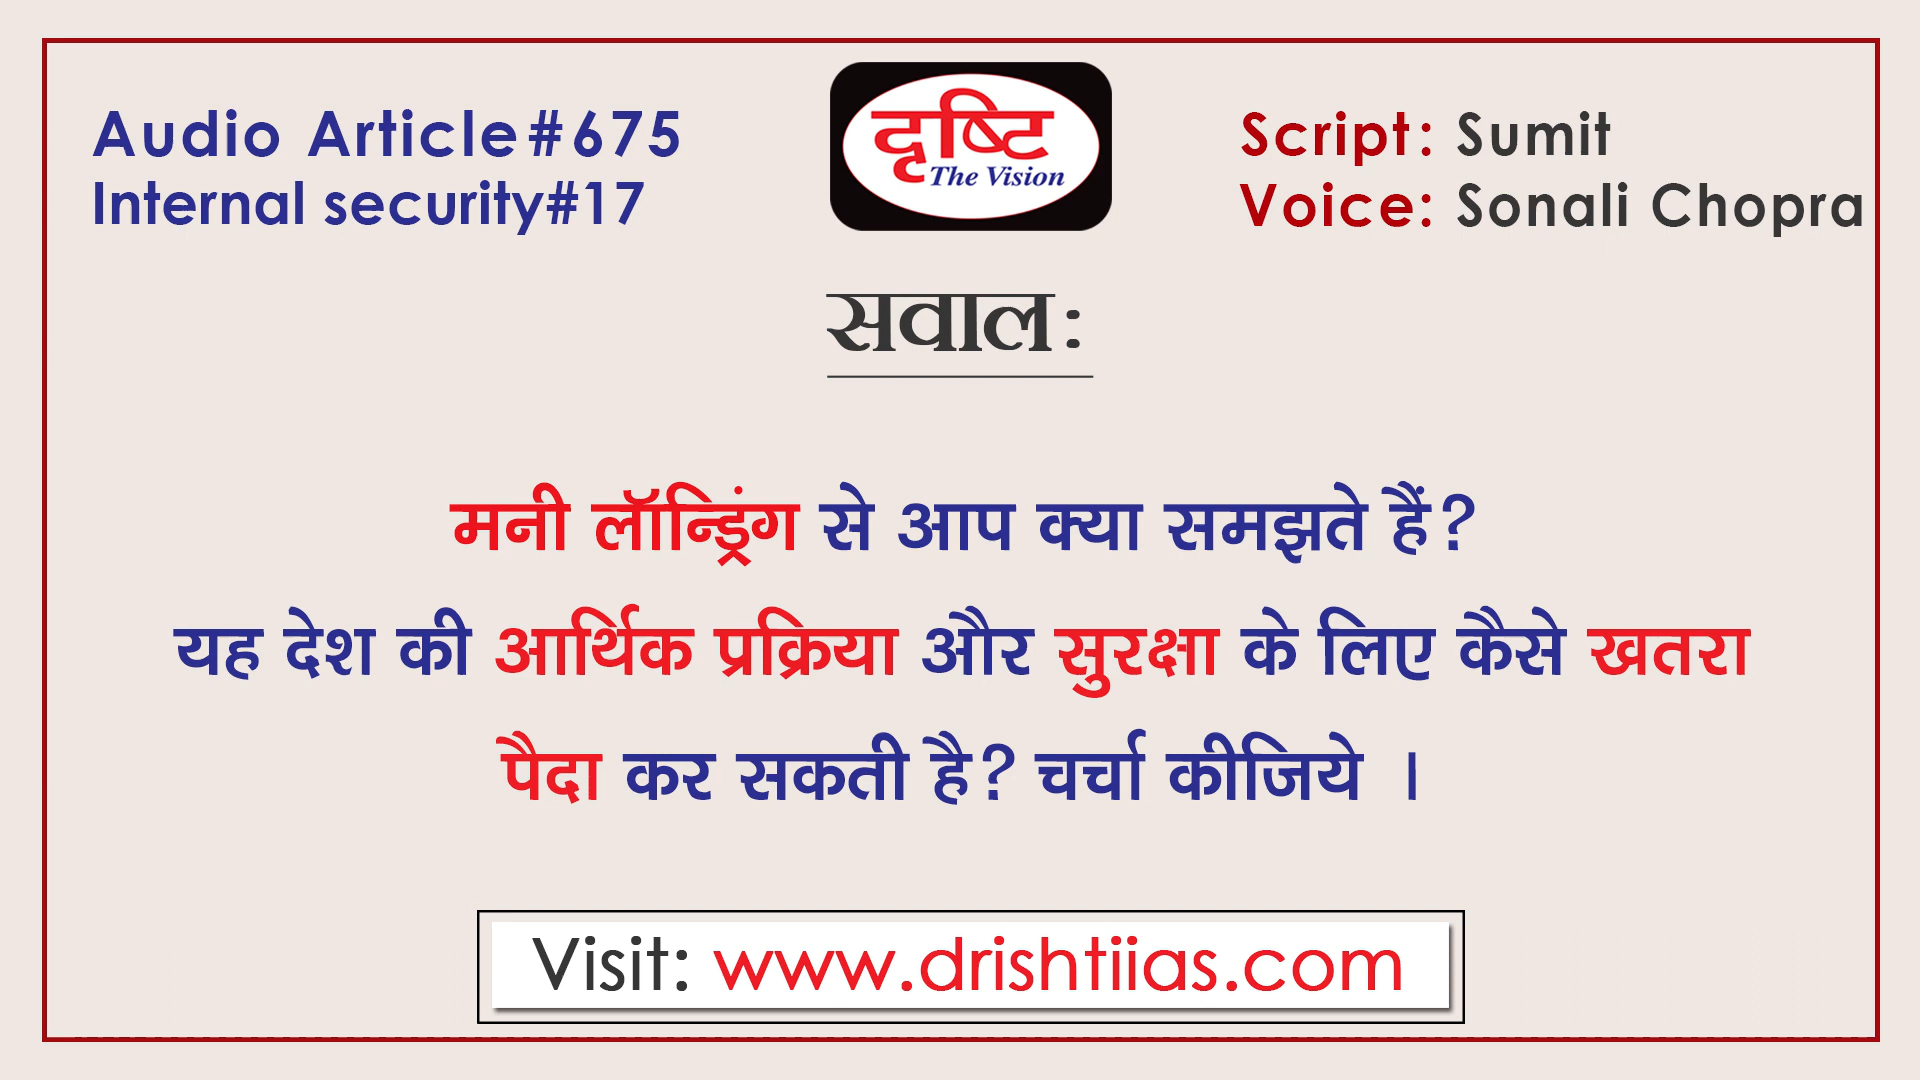 Audio Article#675
Internal security#17
दृष्टि
The Vision
Script: Sumit
Voice: Sonali Chopra
सवाल:
मनी लॉन्ड्रिंग से आप क्या समझते हैं?
यह देश की आर्थिक प्रक्रिया और सुरक्षा के लिए कैसे खतरा
पैदा कर सकती है? चर्चा कीजिये ।
Visit: www.drishtiias.com